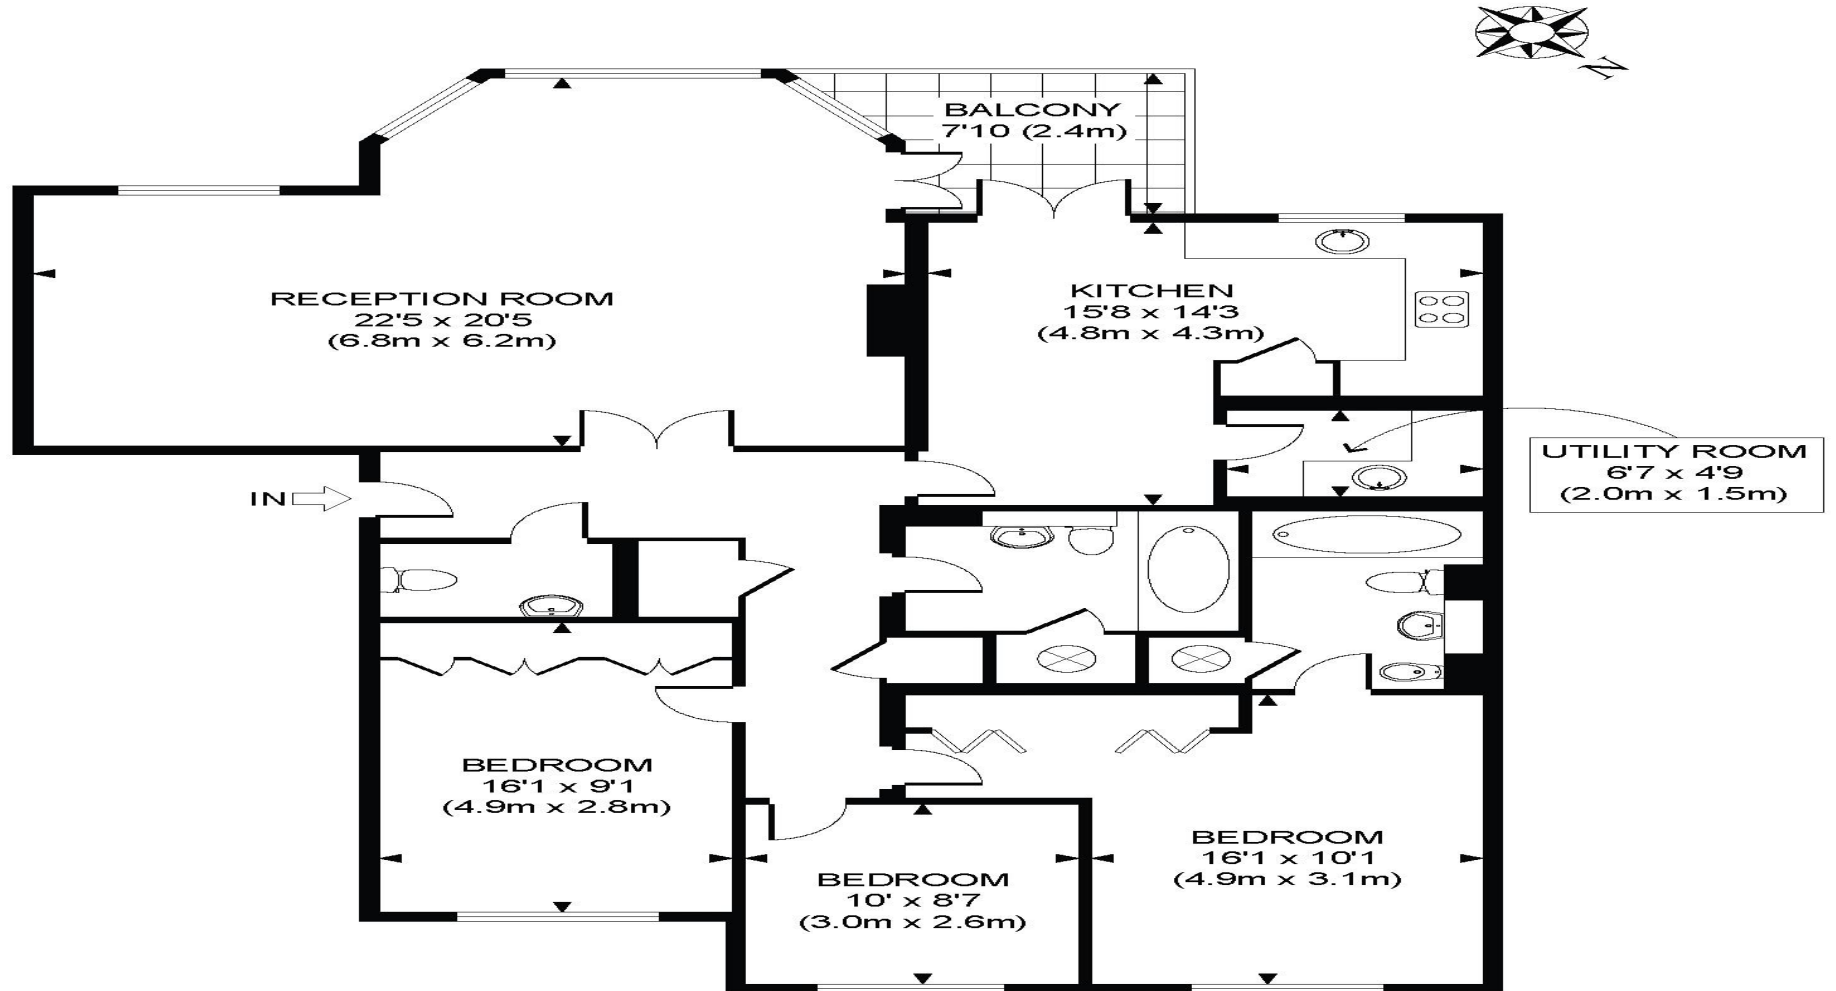 N
BALCONY
7'10 (2.4m)
RECEPTION ROOM
22'5 x 20'5
(6.8m x 6.2m)
KITCHEN
15'8 x 14'3
(4.8m x 4.3m)
UTILITY ROOM
6'7 x 4'9
(2.0m x 1.5m)
IN
BEDROOM
16'1 x 9'1
(4.9m x 2.8m)
BEDROOM
10' x 8'7
(3.0m x 2.6m)
BEDROOM
16'1 x 10'1
(4.9m x 3.1m)